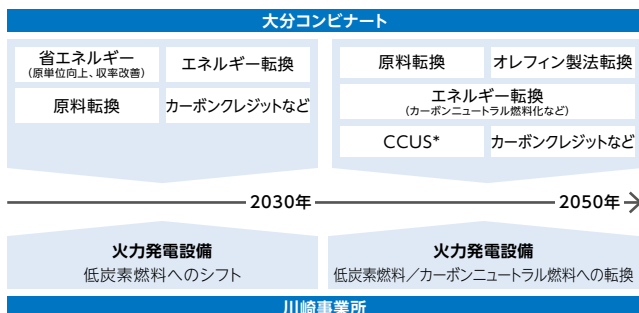 大分コンビナート
省エネルギー
(原単位向上、収率改善)
エネルギー転換
原料転換
カーボンクレジットなど
原料転換
オレフィン製法転換
エネルギー転換
(カーボンニュートラル燃料化など)
CCUS*
カーボンクレジットなど
2030年
2050年
火力発電設備
低炭素燃料へのシフト
火力発電設備
低炭素燃料/カーボンニュートラル燃料への転換
川崎事業所